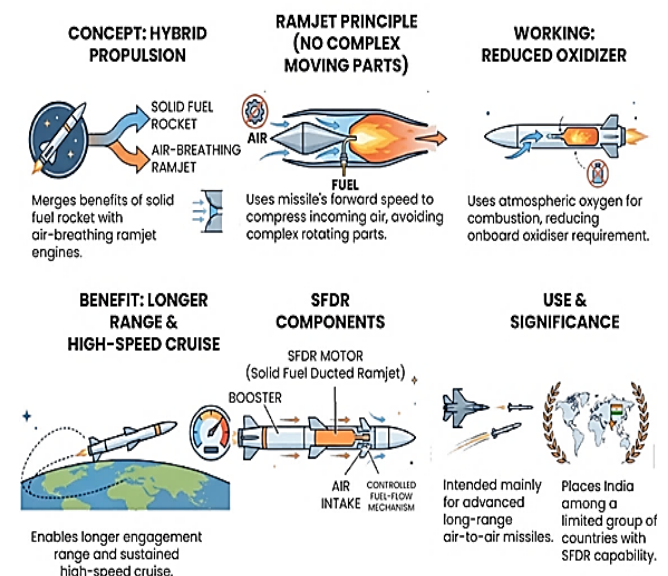 CONCEPT: HYBRID
PROPULSION
SOLID FUEL
ROCKET
AIR-BREATHING
RAMJET
Merges benefits of solid
fuel rocket with
air-breathing ramjet
engines.
RAMJET PRINCIPLE
(NO COMPLEX
MOVING PARTS)
AIR
FUEL
Uses missile's forward speed to
compress incoming air, avoiding
complex rotating parts.
WORKING:
REDUCED OXIDIZER
Uses atmospheric oxygen for
combustion, reducing
onboard oxidiser requirement.
BENEFIT: LONGER
RANGE &
HIGH-SPEED CRUISE
Enables longer engagement
range and sustained
high-speed cruise.
SFDR
COMPONENTS
SFDR MOTOR
(Solid Fuel Ducted Ramjet)
BOOSTER
AIR
INTAKE
CONTROLLED
FUEL-FLOW
MECHANISM
USE &
SIGNIFICANCE
Intended mainly
for advanced
long-range
air-to-air missiles.
Places India
among a
limited group of
countries with
SFDR capability.